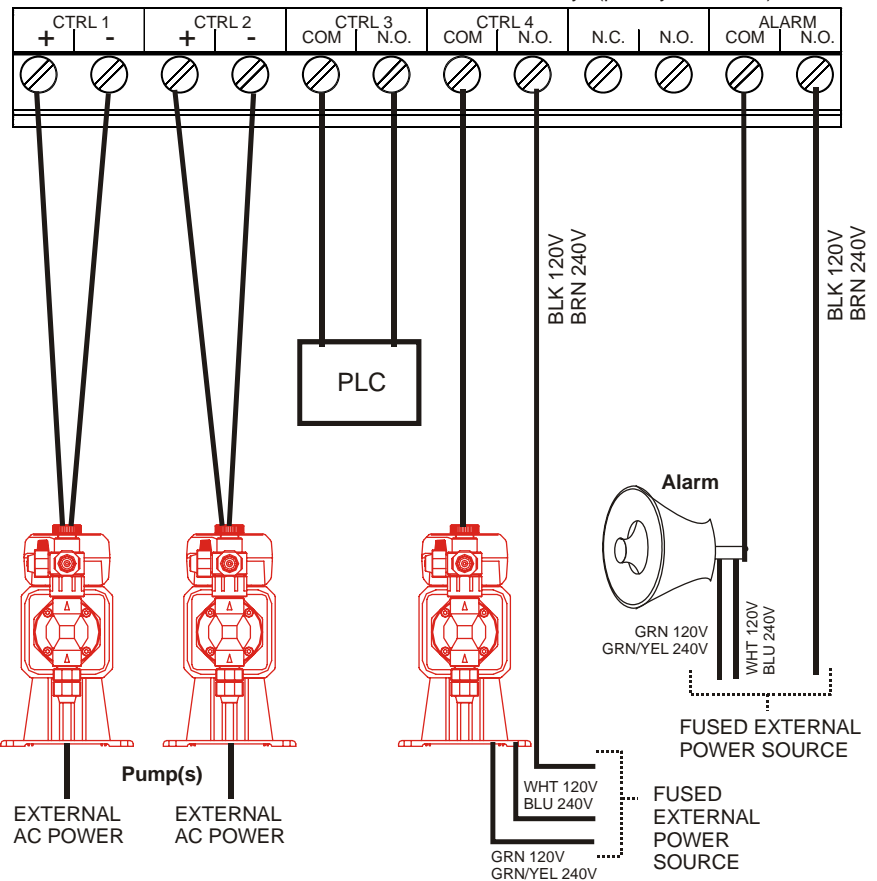 CTRL 1 CTRL 2 CTRL 3 CTRL 4 ALARM
+ - + - COM N.O. COM N.O. N.C. N.O. COM N.O.
BLK 120V
BRN 240V
BLK 120V
BRN 240V
PLC
Alarm
GRN 120V
GRN/YEL 240V
WHT 120V
BLU 240V
FUSED EXTERNAL
POWER SOURCE
Pump(s)
EXTERNAL
AC POWER
EXTERNAL
AC POWER
WHT 120V
BLU 240V
FUSED
EXTERNAL
POWER
SOURCE
GRN 120V
GRN/YEL 240V